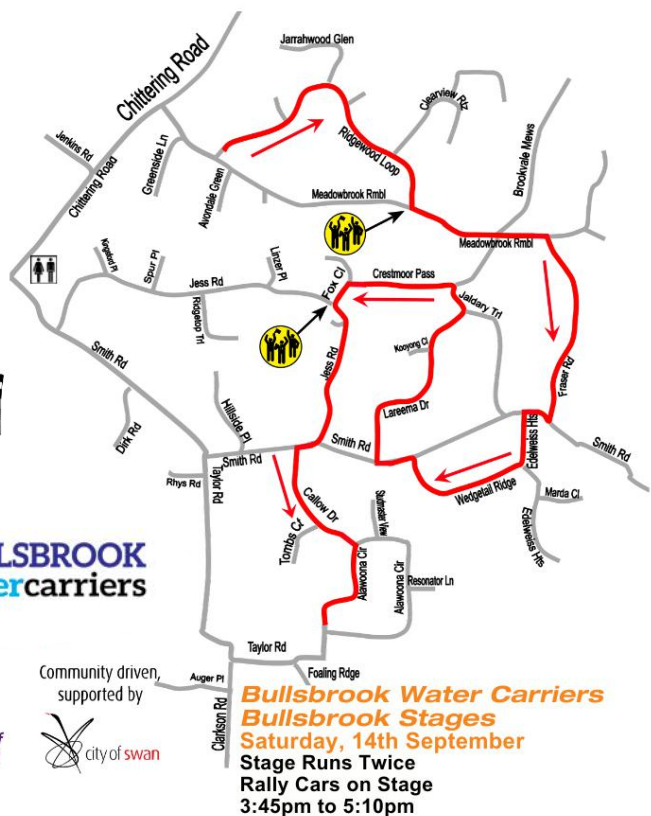 Jarrahwood Glen
Chittering Road
Clearview Rtz
Jenkins Rd
Greenside Ln
Ridgewood Loop
Brookvale Mews
Chittering Road
Avondale Green
Meadowbrook Rmbl
Meadowbrook Rmbl
Kingsford Pl
Spur Pl
Linzer Pl
Fox Cl
Crestmoor Pass
Jess Rd
Jaldary Trl
Ridgetop Trl
Smith Rd
Kooyong Cl
Jess Rd
Fraser Rd
Lareema Dr
Hillside Pl
Dirk Rd
Smith Rd
Smith Rd
Edelweiss Hts
Smith Rd
Rhys Rd
Taylor Rd
Wedgetail Ridge
Marda Cl
Callow Dr
Edelweiss Hts
Tombs Ct
Alawoona Cir
Alawoona Cir
Resonator Ln
LSBROOK
ercarriers
Taylor Rd
Auger Pl
Foaling Rdge
Clarkson Rd
Community driven,
supported by
city of swan
Bullsbrook Water Carriers
Bullsbrook Stages
Saturday, 14th September
Stage Runs Twice
Rally Cars on Stage
3:45pm to 5:10pm